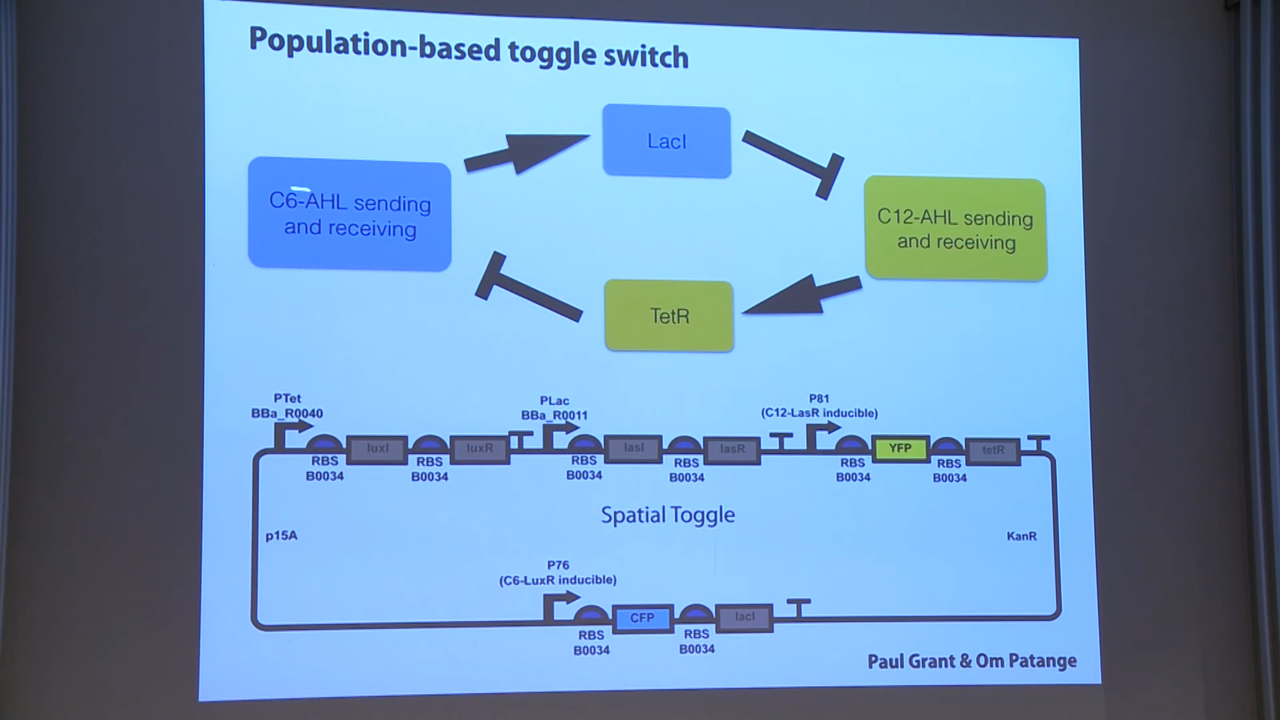 Population-based toggle switch
LacI
C6-AHL sending
and receiving
C12-AHL sending
and receiving
TetR
PTet
BBa_R0040
PLac
BBa_R0011
P81
(C12-LasR inducible)
luxI
luxR
lasI
lasR
YFP
tetR
RBS
B0034
RBS
B0034
RBS
B0034
RBS
B0034
RBS
B0034
RBS
B0034
Spatial Toggle
p15A
KanR
P76
(C6-LuxR inducible)
CFP
lacI
RBS
B0034
RBS
B0034
Paul Grant & Om Patange